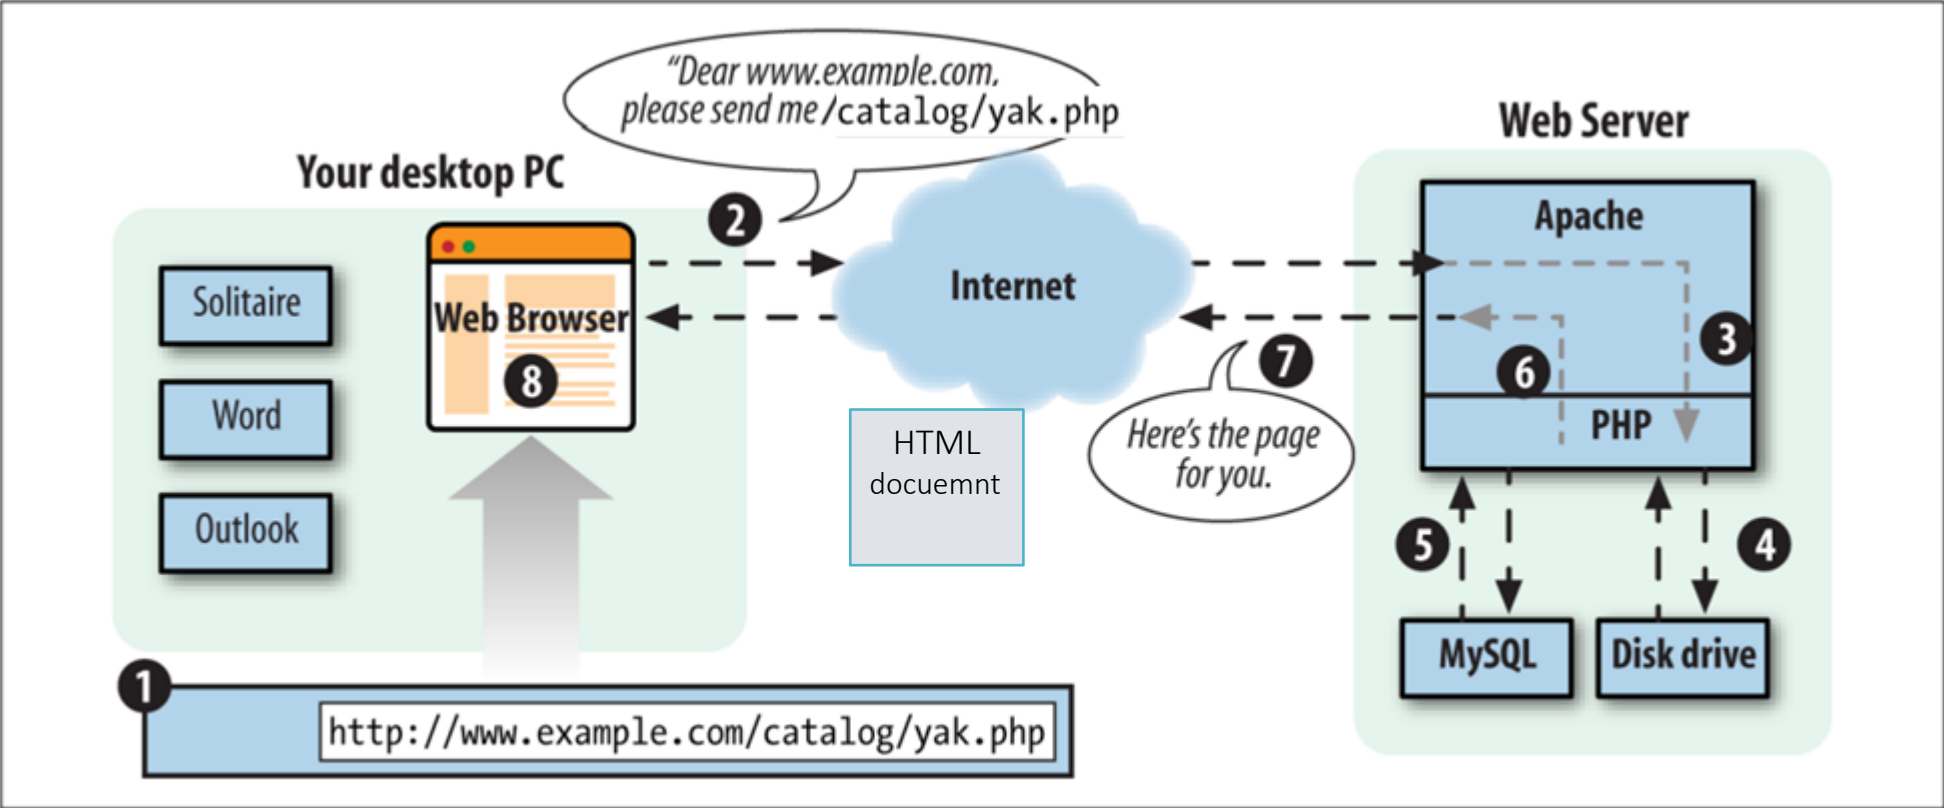 “Dear www.example.com,
please send me /catalog/yak.php
Your desktop PC
Web Server
2
Apache
Solitaire
Web Browser
8
Internet
3
7
6
Word
HTML
docuemnt
Here's the page
for you.
PHP
Outlook
5
4
MySQL
Disk drive
1
http://www.example.com/catalog/yak.php